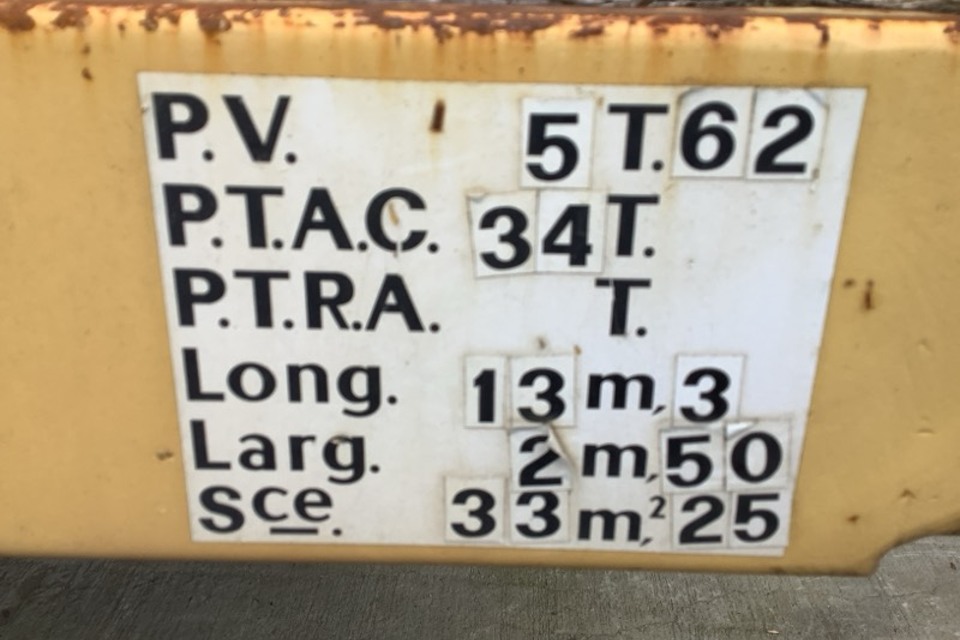 P.V. 5 T. 62
P.T.A.C. 34 T.
P.T.R.A. T.
Long. 13 m, 3
Larg. 2 m, 50
Sce. 33 m,² 25